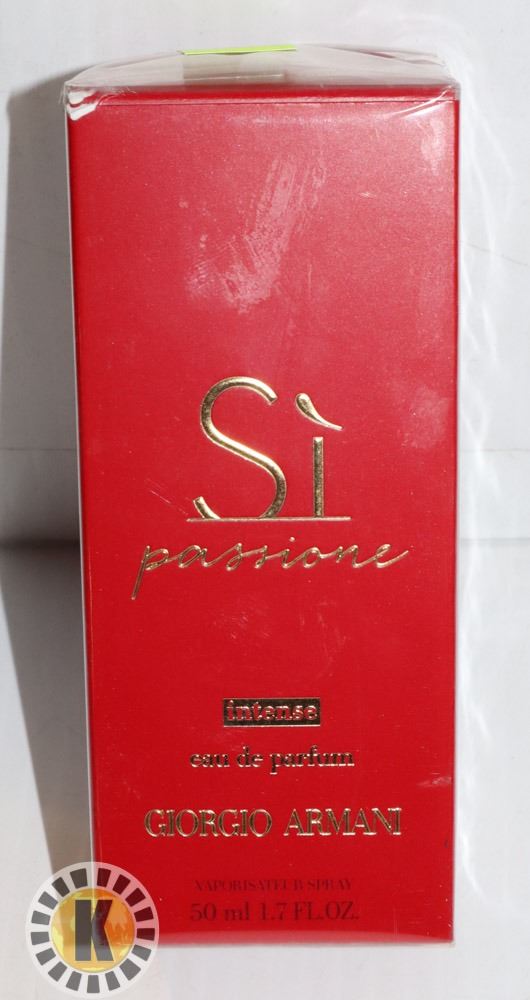 Sì
passione
intense
eau de parfum
GIORGIO ARMANI
VAPORISATEUR SPRAY
50 ml 1.7 FL.OZ.
K